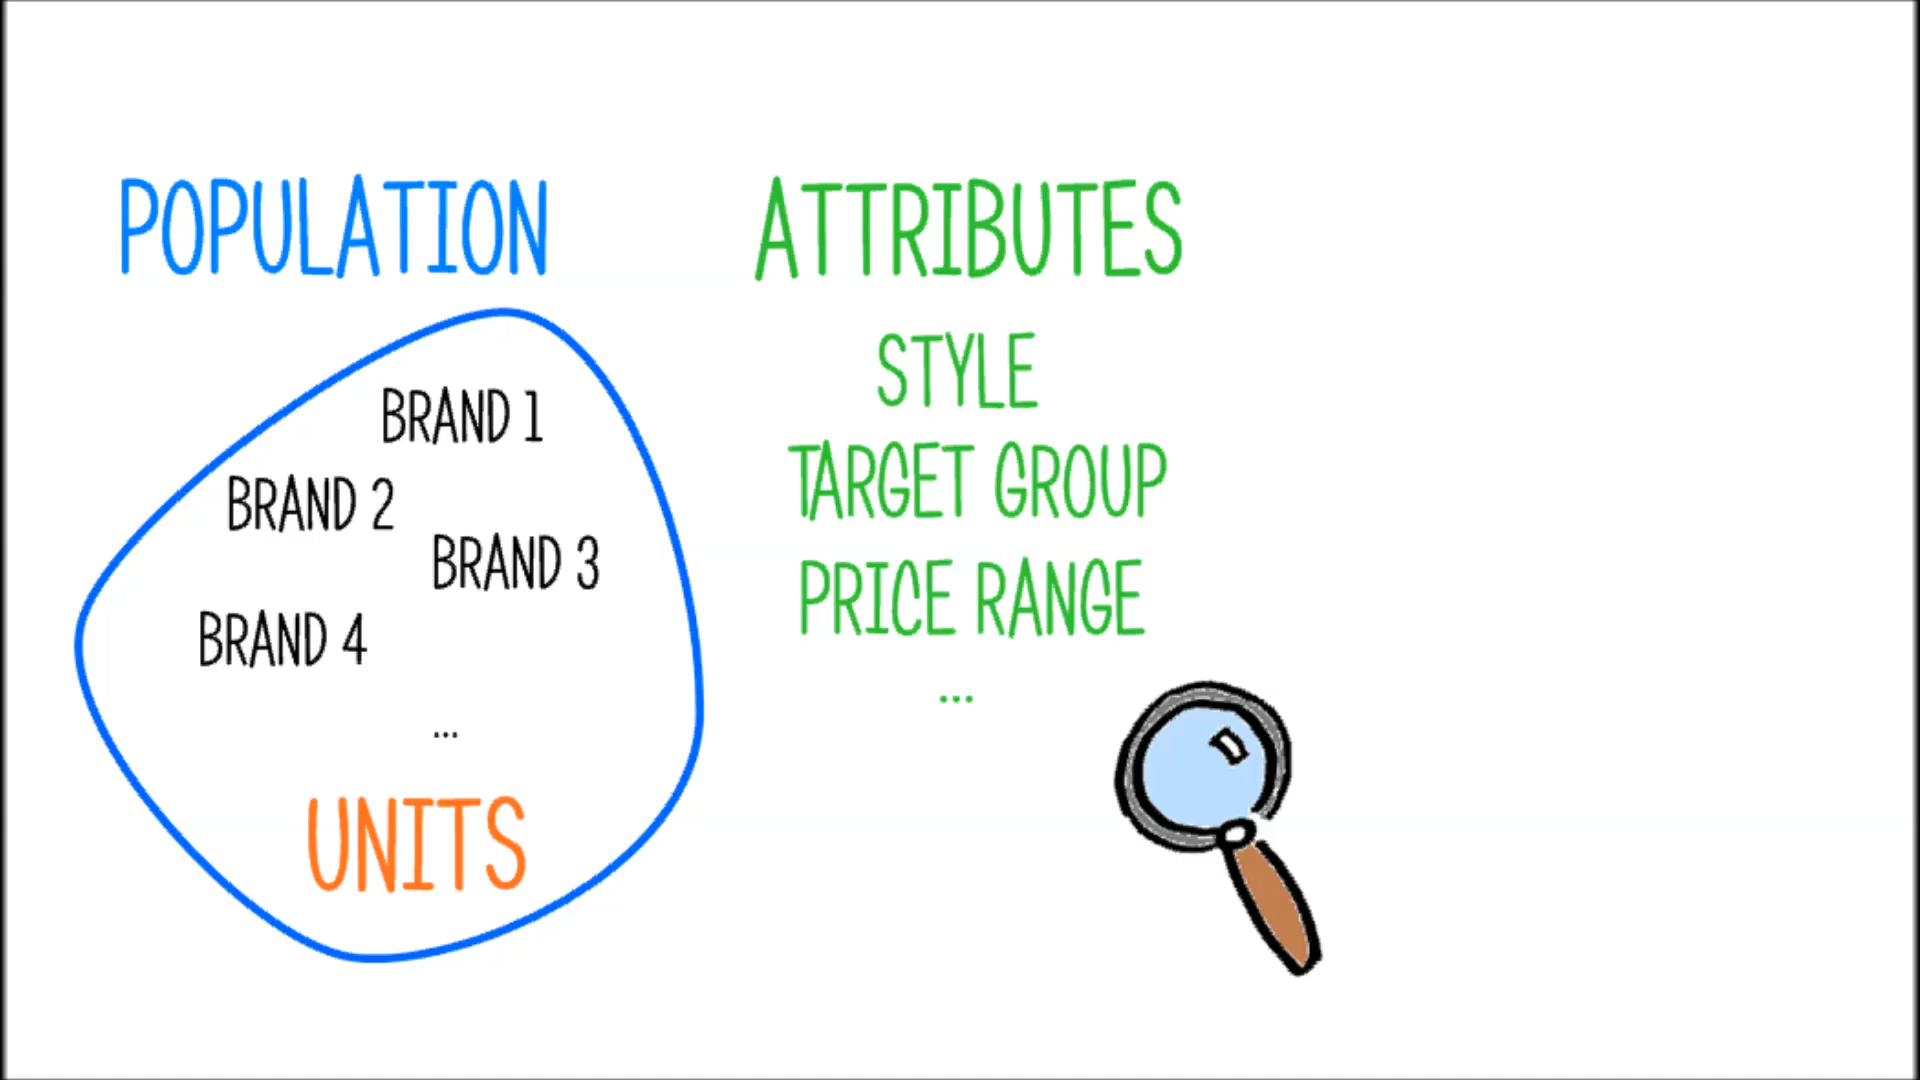 POPULATION
BRAND 1
BRAND 2
BRAND 3
BRAND 4
...
UNITS
ATTRIBUTES
STYLE
TARGET GROUP
PRICE RANGE
...